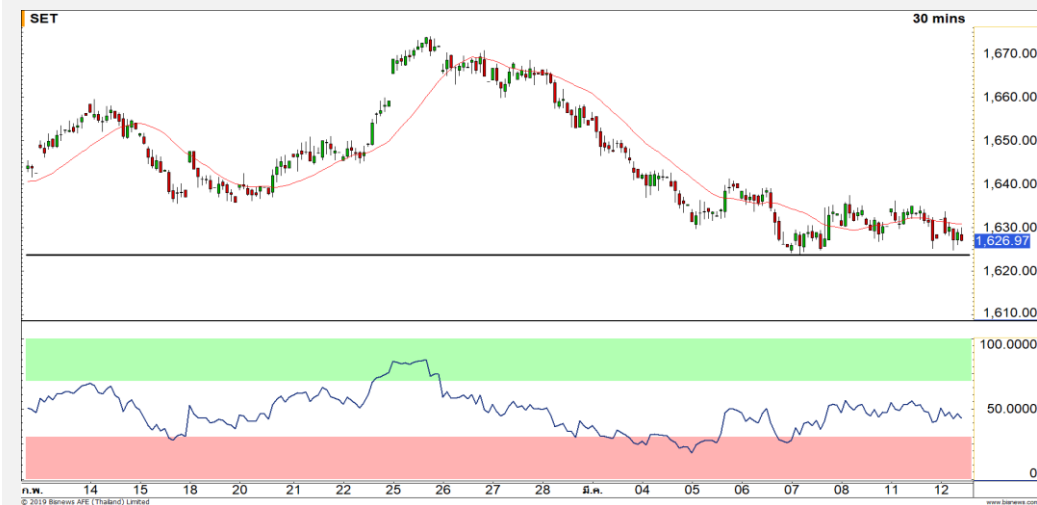 SET
30 mins
1,670.00
1,660.00
1,650.00
1,640.00
1,630.00
1,626.97
1,620.00
1,610.00
100.0000
50.0000
0
ก.พ. 14 15 18 20 21 22 25 26 27 28 มี.ค. 04 05 06 07 08 11 12
© 2019 Bisnews AFE (Thailand) Limited
www.bisnews.com